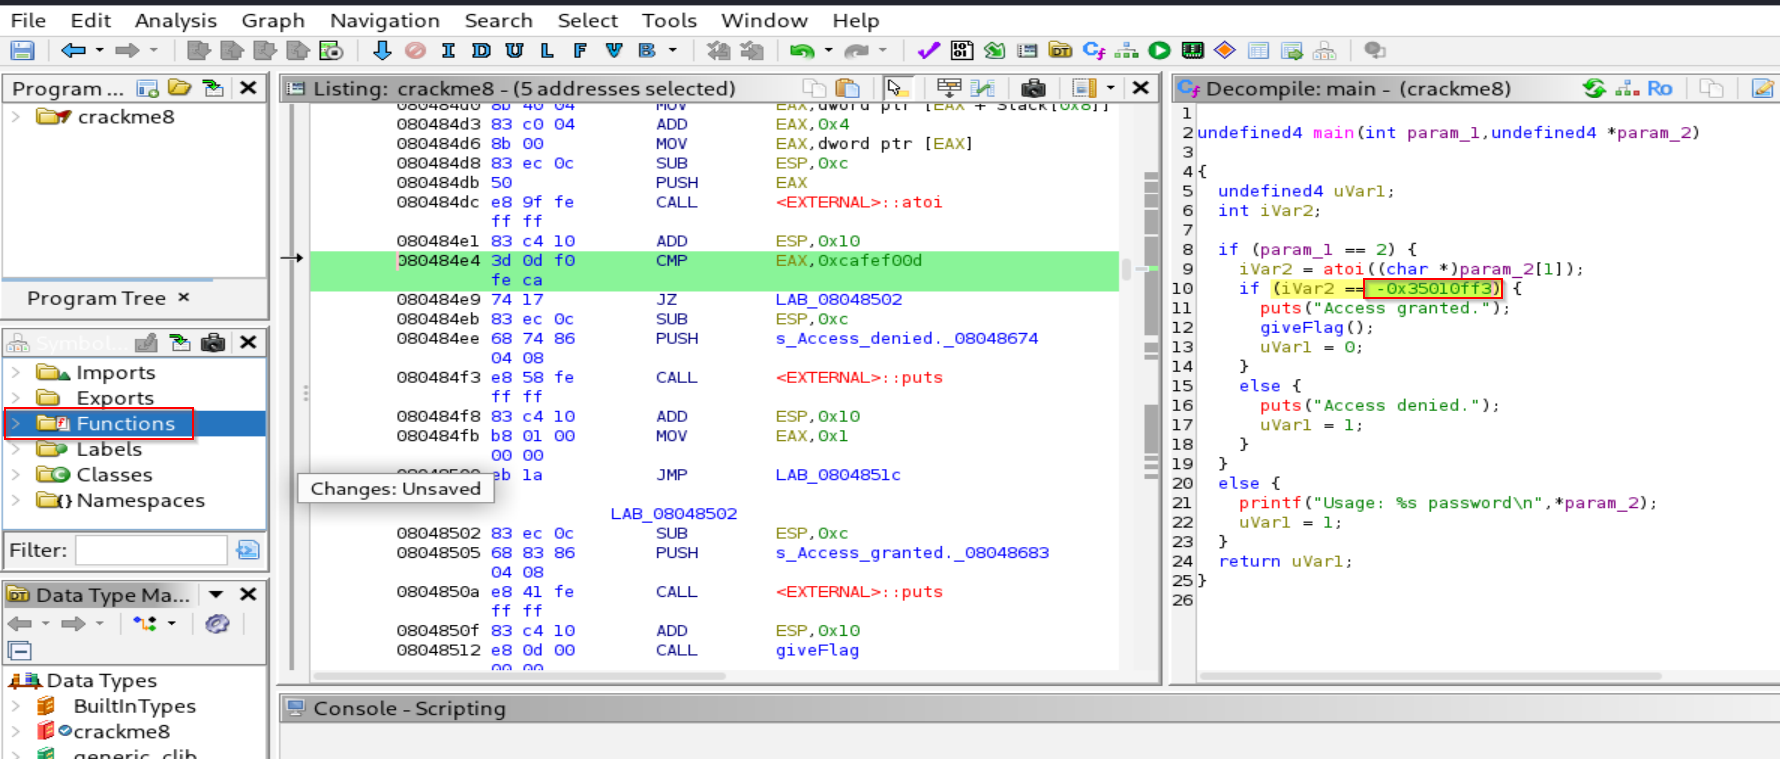 File Edit Analysis Graph Navigation Search Select Tools Window Help
I D U L F V B
Program ...
crackme8
Program Tree ×
Symbol...
Imports
Exports
Functions
Labels
Classes
Namespaces
Filter:
Data Type Ma...
Data Types
BuiltInTypes
crackme8
generic_clib
Listing: crackme8 - (5 addresses selected)
080484d0 8b 40 04 MOV EAX,dword ptr [EAX + Stack[0x8]]
080484d3 83 c0 04 ADD EAX,0x4
080484d6 8b 00 MOV EAX,dword ptr [EAX]
080484d8 83 ec 0c SUB ESP,0xc
080484db 50 PUSH EAX
080484dc e8 9f fe CALL <EXTERNAL>::atoi
ff ff
080484e1 83 c4 10 ADD ESP,0x10
080484e4 3d 0d f0 CMP EAX,0xcafef00d
fe ca
080484e9 74 17 JZ LAB_08048502
080484eb 83 ec 0c SUB ESP,0xc
080484ee 68 74 86 PUSH s_Access_denied._08048674
04 08
080484f3 e8 58 fe CALL <EXTERNAL>::puts
ff ff
080484f8 83 c4 10 ADD ESP,0x10
080484fb b8 01 00 MOV EAX,0x1
00 00
08048500 eb 1a JMP LAB_0804851c
Changes: Unsaved
LAB_08048502
08048502 83 ec 0c SUB ESP,0xc
08048505 68 83 86 PUSH s_Access_granted._08048683
04 08
0804850a e8 41 fe CALL <EXTERNAL>::puts
ff ff
0804850f 83 c4 10 ADD ESP,0x10
08048512 e8 0d 00 CALL giveFlag
00 00
Console - Scripting
Decompile: main - (crackme8)
Ro
1
2 undefined4 main(int param_1,undefined4 *param_2)
3
4 {
5 undefined4 uVar1;
6 int iVar2;
7
8 if (param_1 == 2) {
9 iVar2 = atoi((char *)param_2[1]);
10 if (iVar2 == -0x35010ff3) {
11 puts("Access granted.");
12 giveFlag();
13 uVar1 = 0;
14 }
15 else {
16 puts("Access denied.");
17 uVar1 = 1;
18 }
19 }
20 else {
21 printf("Usage: %s password\n",*param_2);
22 uVar1 = 1;
23 }
24 return uVar1;
25 }
26